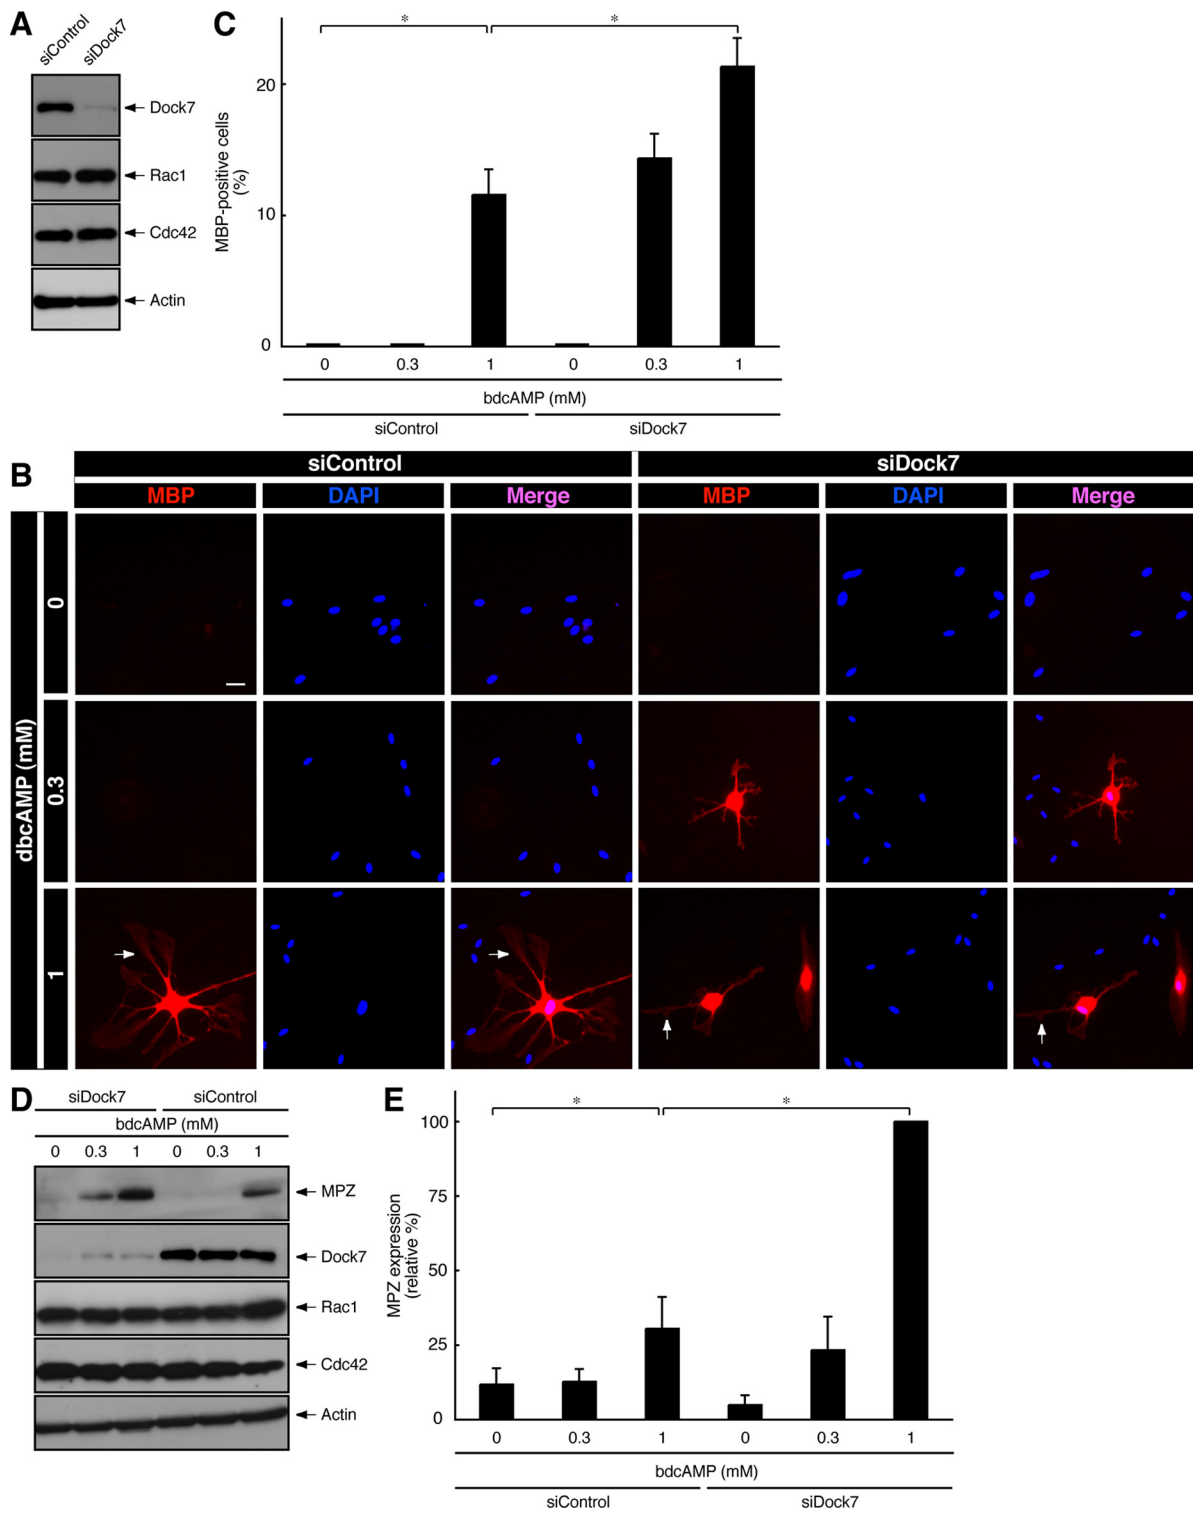 A
siControl
siDock7
Dock7
Rac1
Cdc42
Actin
C
MBP-positive cells
(%)
20
10
0
*
*
0 0.3 1 0 0.3 1
bdcAMP (mM)
siControl siDock7
B
siControl siDock7
MBP DAPI Merge MBP DAPI Merge
dbcAMP (mM)
0
0.3
1
D
siDock7 siControl
bdcAMP (mM)
0 0.3 1 0 0.3 1
MPZ
Dock7
Rac1
Cdc42
Actin
E
MPZ expression
(relative %)
100
75
50
25
0
*
*
0 0.3 1 0 0.3 1
bdcAMP (mM)
siControl siDock7